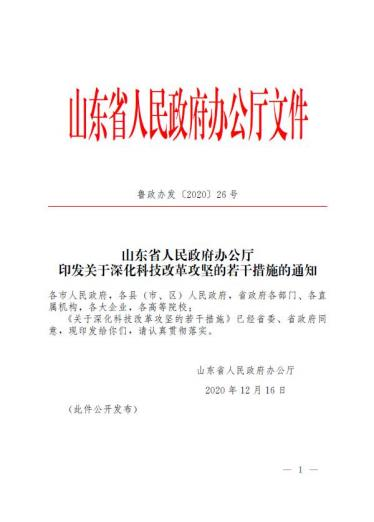 山东省人民政府办公厅文件
鲁政办发〔2020〕26号
山东省人民政府办公厅
印发关于深化科技改革攻坚的若干措施的通知
各市人民政府，各县（市、区）人民政府，省政府各部门、各直
属机构，各大企业，各高等院校：
《关于深化科技改革攻坚的若干措施》已经省委、省政府同
意，现印发给你们，请认真贯彻落实。
山东省人民政府办公厅
2020年12月16日
（此件公开发布）
— 1 —